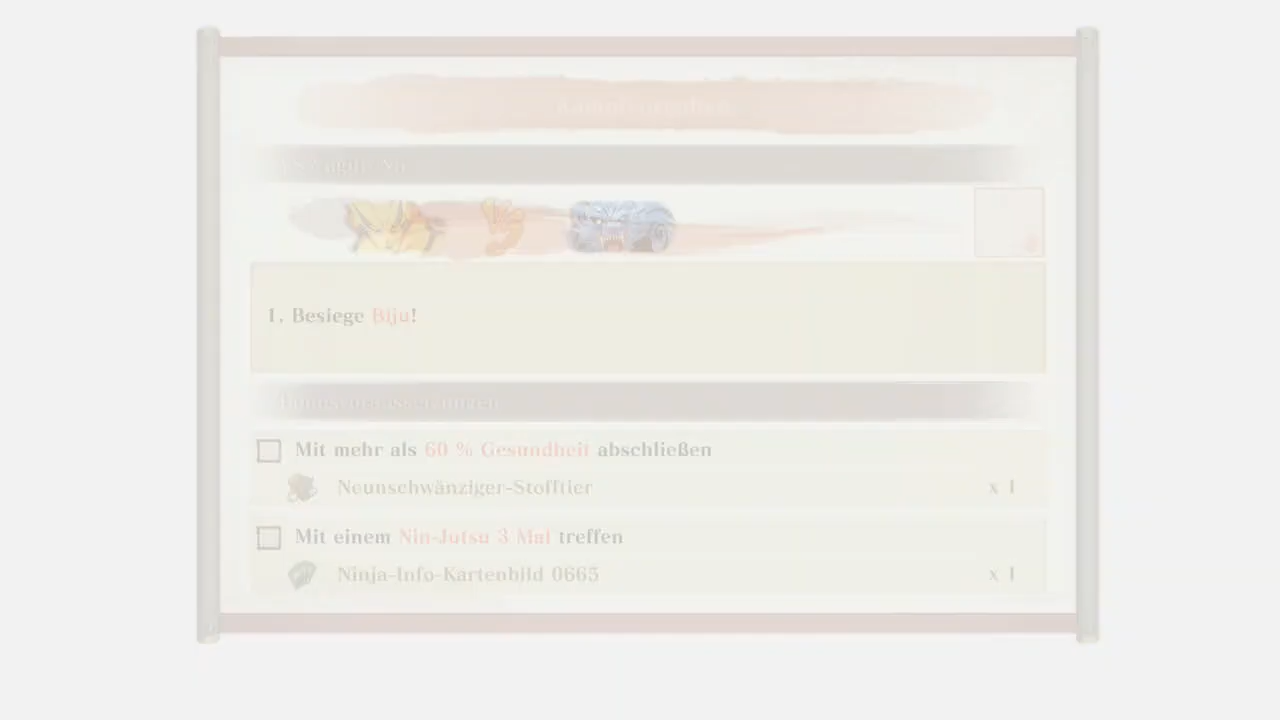 1. Besiege Biju!
Mit mehr als 60 % Gesundheit abschließen
Neunschwänziger-Stofftier x 1
Mit einem Nin-Jutsu 3 Mal treffen
Ninja-Info-Kartenbild 0665 x 1